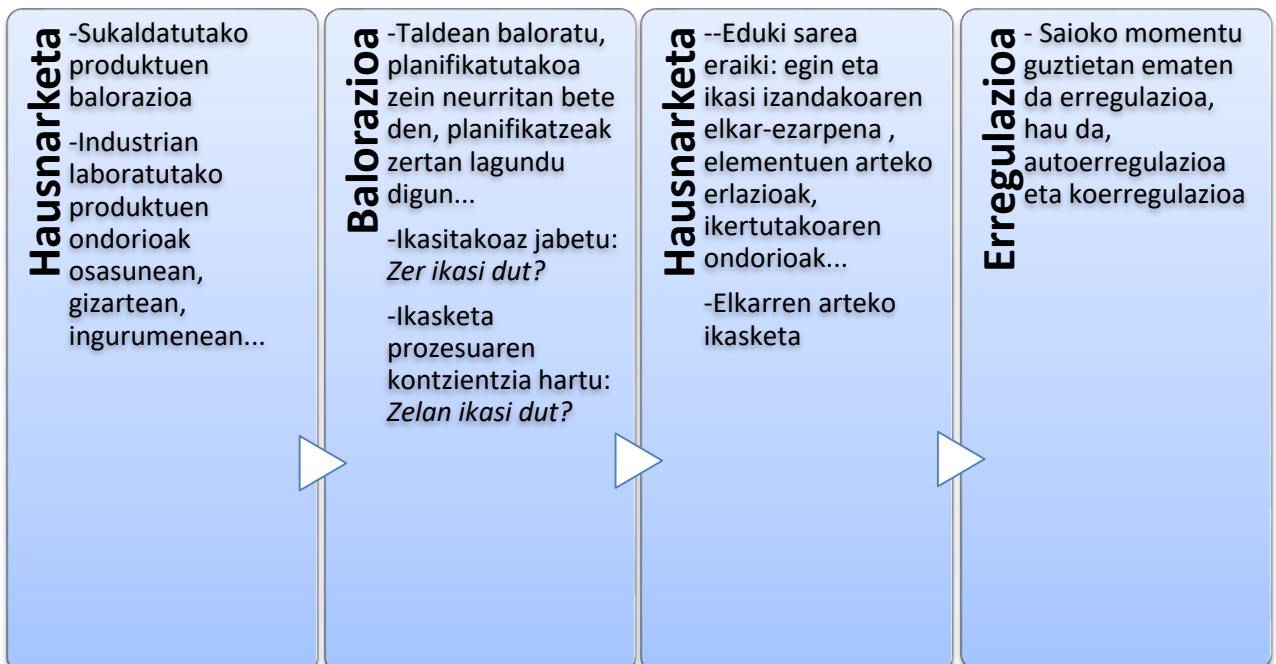 Hausnarketa
-Sukaldatutako
produktuen
balorazioa
-Industrian
laboratutako
produktuen
ondorioak
osasunean,
gizartean,
ingurumenean...
Balorazioa
-Taldean baloratu,
planifikatutakoa
zein neurritan bete
den, planifikatzeak
zertan lagundu
digun...
-Ikasitakoaz jabetu:
Zer ikasi dut?
-Ikasketa
prozesuaren
kontzientzia hartu:
Zelan ikasi dut?
Hausnarketa
--Eduki sarea
eraiki: egin eta
ikasi izandakoaren
elkar-ezarpena ,
elementuen arteko
erlazioak,
ikertutakoaren
ondorioak...
-Elkarren arteko
ikasketa
Erregulazioa
- Saioko momentu
guztietan ematen
da erregulazioa,
hau da,
autoerregulazioa
eta koerregulazioa